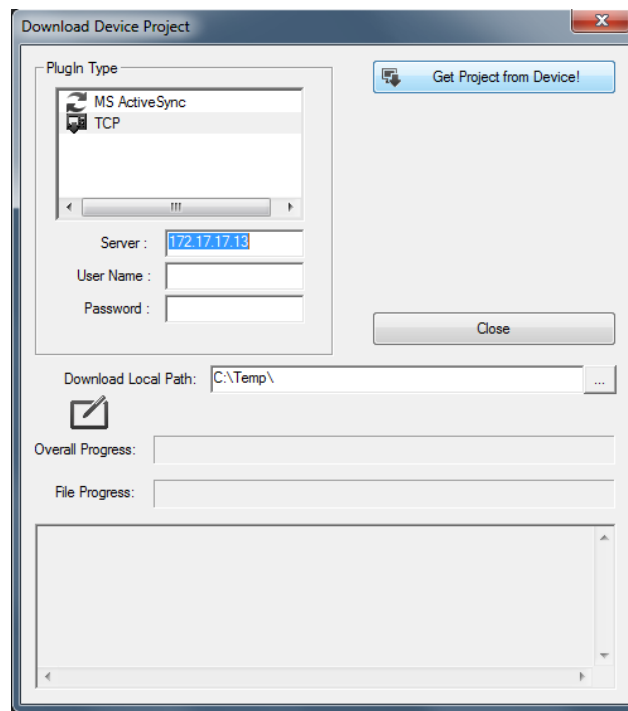 Download Device Project
PlugIn Type
MS ActiveSync
TCP
Get Project from Device!
Server :
172.17.17.13
User Name :
Password :
Close
Download Local Path:
C:\Temp\
...
Overall Progress:
File Progress: